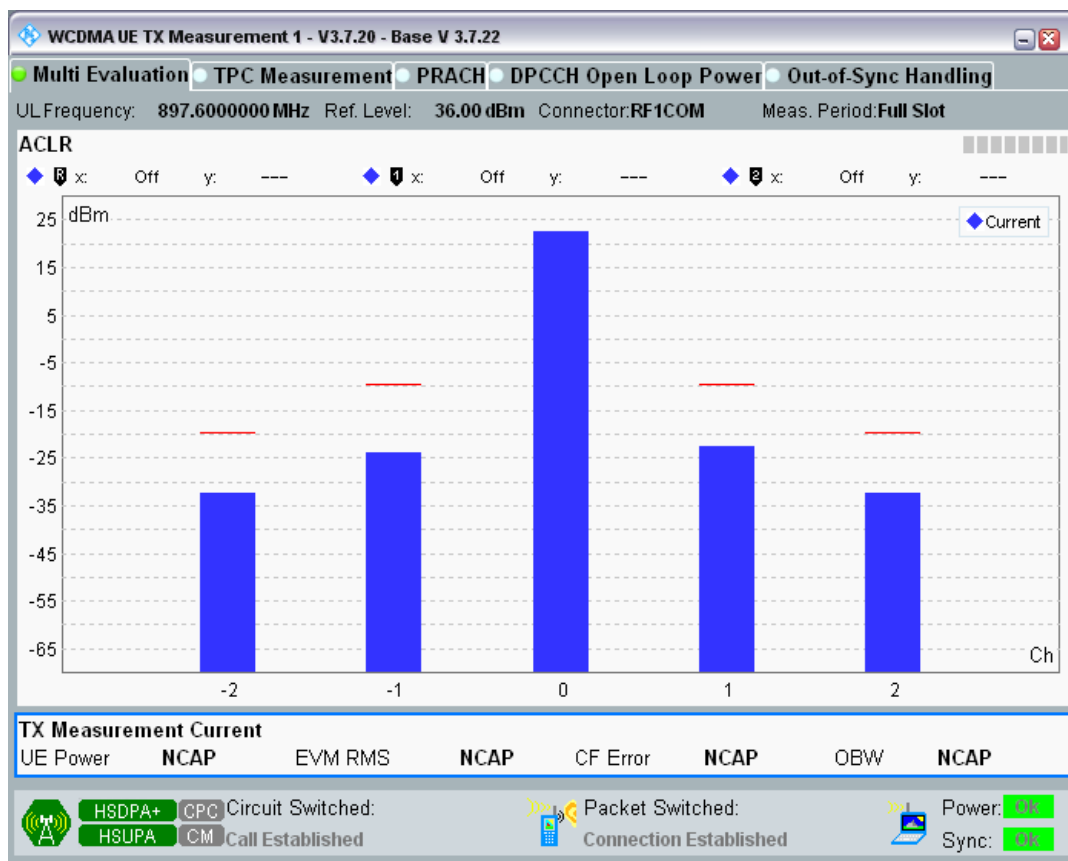 WCDMA UE TX Measurement 1 - V3.7.20 - Base V 3.7.22
Multi Evaluation TPC Measurement PRACH DPCCH Open Loop Power Out-of-Sync Handling
UL Frequency: 897.6000000 MHz Ref. Level: 36.00 dBm Connector:RF1COM Meas. Period:Full Slot
ACLR
R x: Off y: --- 1 x: Off y: --- 2 x: Off y: ---
dBm
Current
25
15
5
-5
-15
-25
-35
-45
-55
-65
Ch
-2 -1 0 1 2
TX Measurement Current
UE Power NCAP EVM RMS NCAP CF Error NCAP OBW NCAP
HSDPA+ CPC Circuit Switched: Packet Switched: Power: Ok
HSUPA CM Call Established Connection Established Sync: Ok